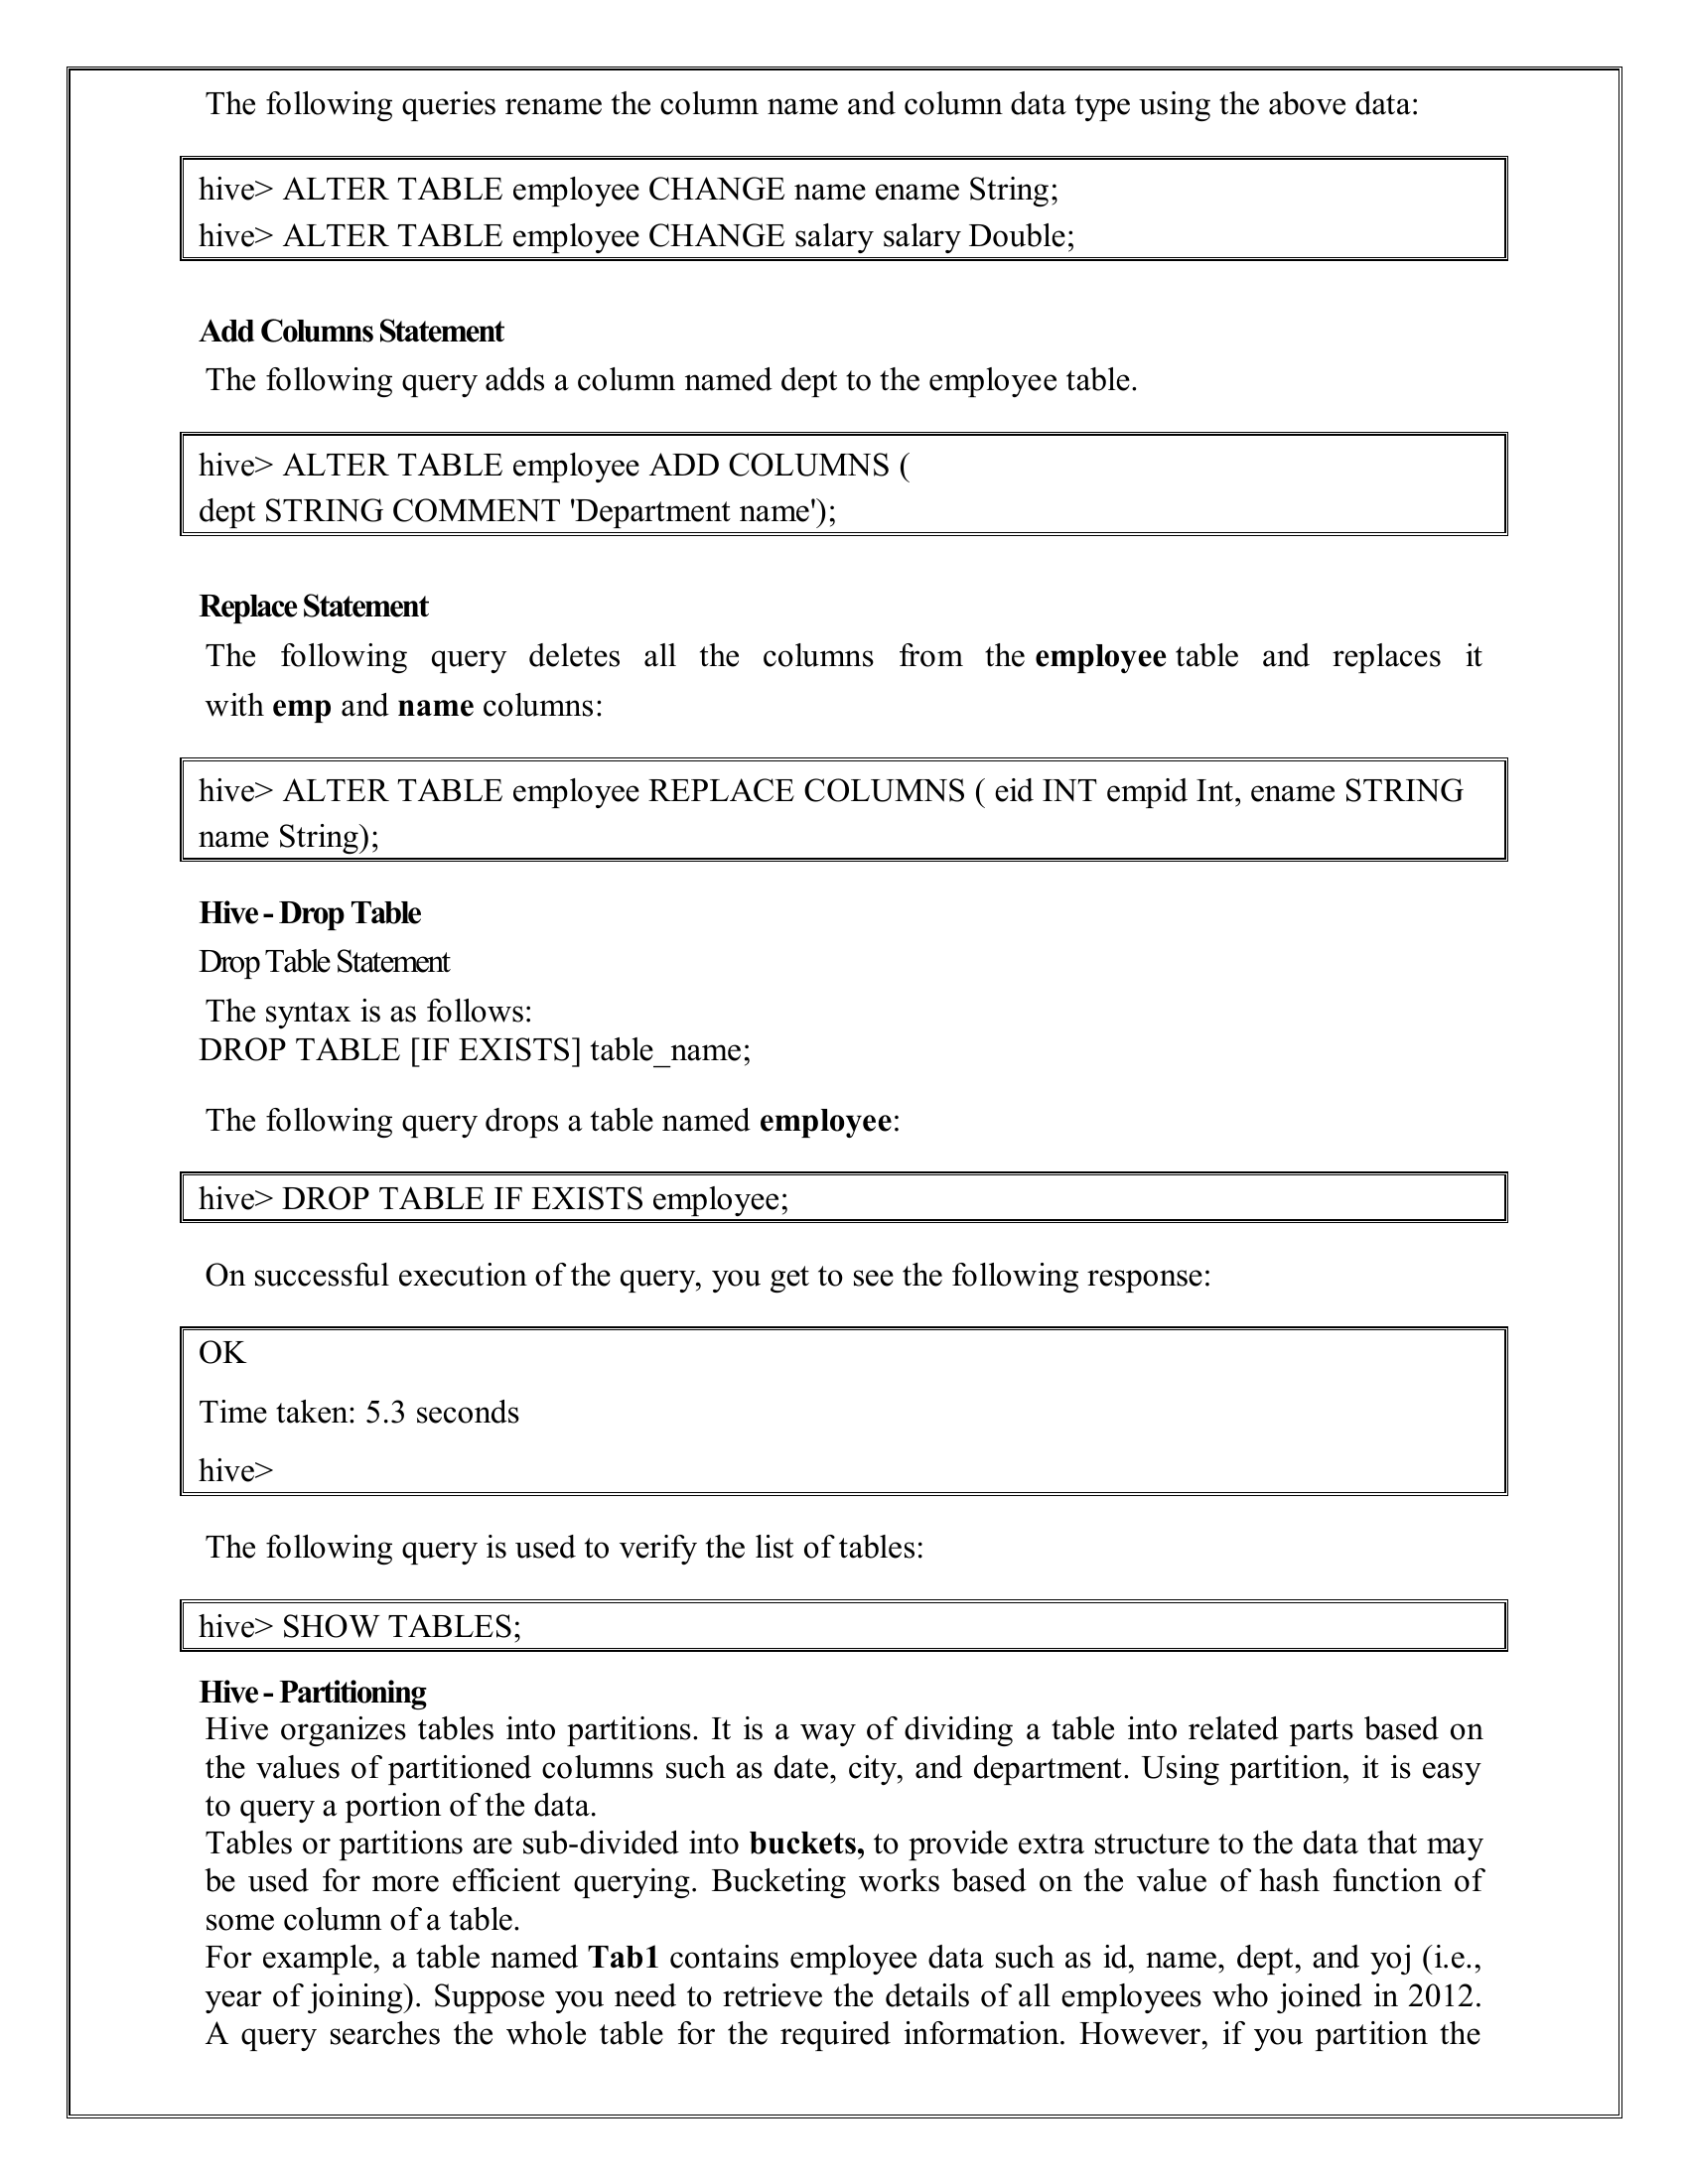 The following queries rename the column name and column data type using the above data:
hive> ALTER TABLE employee CHANGE name ename String;
hive> ALTER TABLE employee CHANGE salary salary Double;
Add Columns Statement
The following query adds a column named dept to the employee table.
hive> ALTER TABLE employee ADD COLUMNS (
dept STRING COMMENT 'Department name');
Replace Statement
The following query deletes all the columns from the employee table and replaces it
with emp and name columns:
hive> ALTER TABLE employee REPLACE COLUMNS ( eid INT empid Int, ename STRING
name String);
Hive - Drop Table
Drop Table Statement
The syntax is as follows:
DROP TABLE [IF EXISTS] table_name;
The following query drops a table named employee:
hive> DROP TABLE IF EXISTS employee;
On successful execution of the query, you get to see the following response:
OK
Time taken: 5.3 seconds
hive>
The following query is used to verify the list of tables:
hive> SHOW TABLES;
Hive - Partitioning
Hive organizes tables into partitions. It is a way of dividing a table into related parts based on
the values of partitioned columns such as date, city, and department. Using partition, it is easy
to query a portion of the data.
Tables or partitions are sub-divided into buckets, to provide extra structure to the data that may
be used for more efficient querying. Bucketing works based on the value of hash function of
some column of a table.
For example, a table named Tab1 contains employee data such as id, name, dept, and yoj (i.e.,
year of joining). Suppose you need to retrieve the details of all employees who joined in 2012.
A query searches the whole table for the required information. However, if you partition the